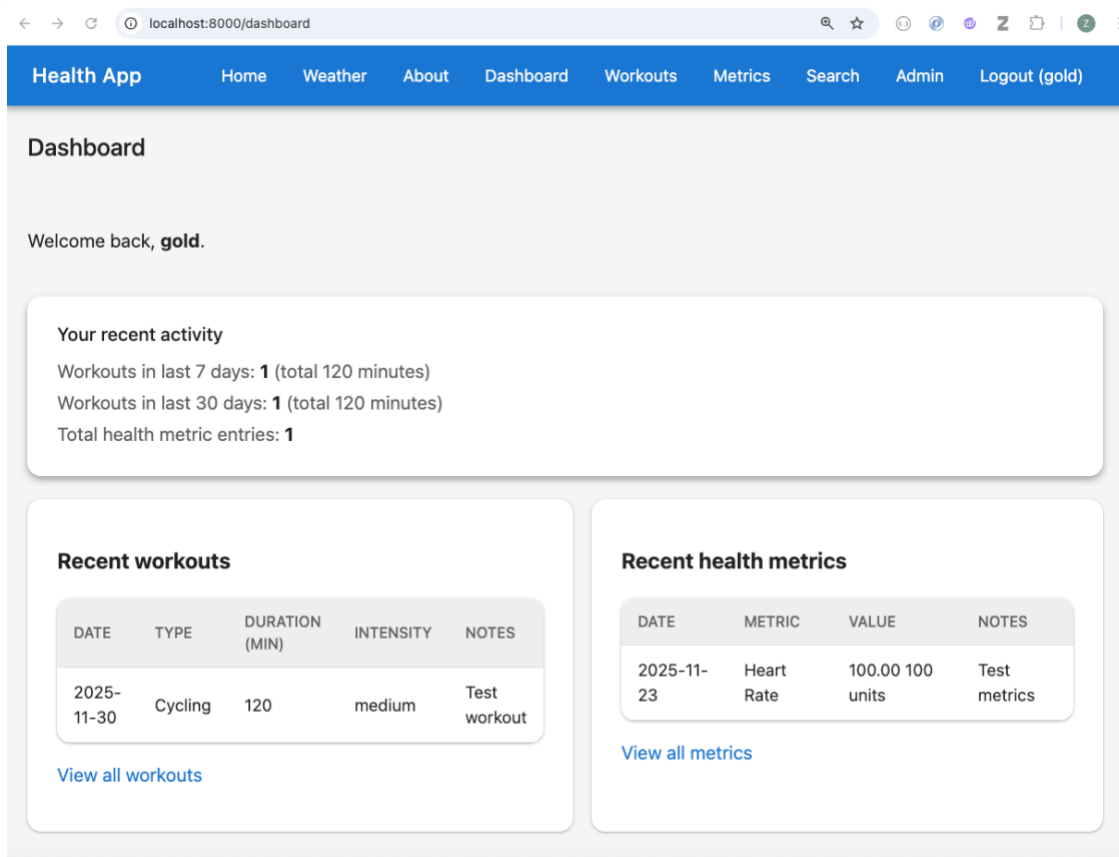 localhost:8000/dashboard
Z
Z
Health App Home Weather About Dashboard Workouts Metrics Search Admin Logout (gold)
Dashboard
Welcome back, gold.
Your recent activity
Workouts in last 7 days: 1 (total 120 minutes)
Workouts in last 30 days: 1 (total 120 minutes)
Total health metric entries: 1
Recent workouts
DATE TYPE DURATION (MIN) INTENSITY NOTES
2025-11-30 Cycling 120 medium Test workout
View all workouts
Recent health metrics
DATE METRIC VALUE NOTES
2025-11-23 Heart Rate 100.00 100 units Test metrics
View all metrics